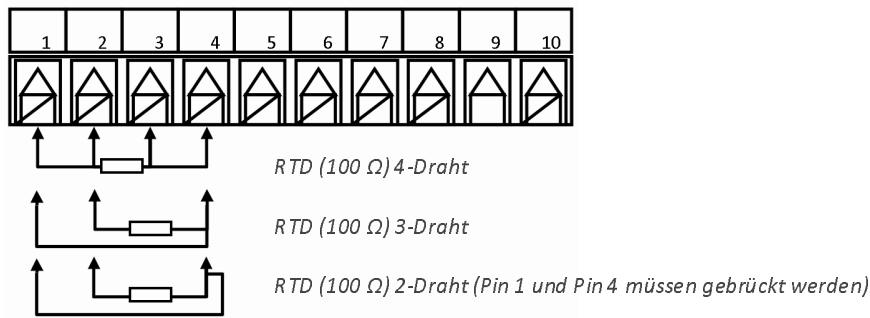 1 2 3 4 5 6 7 8 9 10
RTD (100 Ω) 4-Draht
RTD (100 Ω) 3-Draht
RTD (100 Ω) 2-Draht (Pin 1 und Pin 4 müssen gebrückt werden)